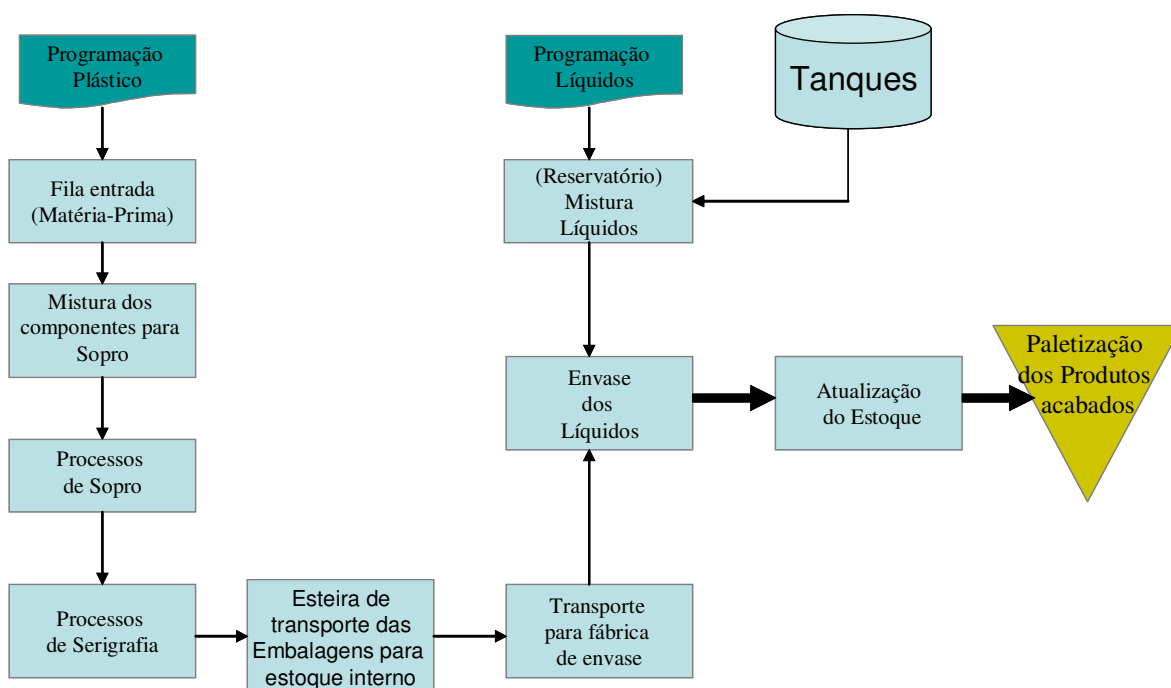 Programação
Plástico
Fila entrada
(Matéria-Prima)
Mistura dos
componentes para
Sopro
Processos
de Sopro
Processos
de Serigrafia
Esteira de
transporte das
Embalagens para
estoque interno
Transporte
para fábrica
de envase
Programação
Líquidos
Tanques
(Reservatório)
Mistura
Líquidos
Envase
dos
Líquidos
Atualização
do Estoque
Paletização
dos Produtos
acabados